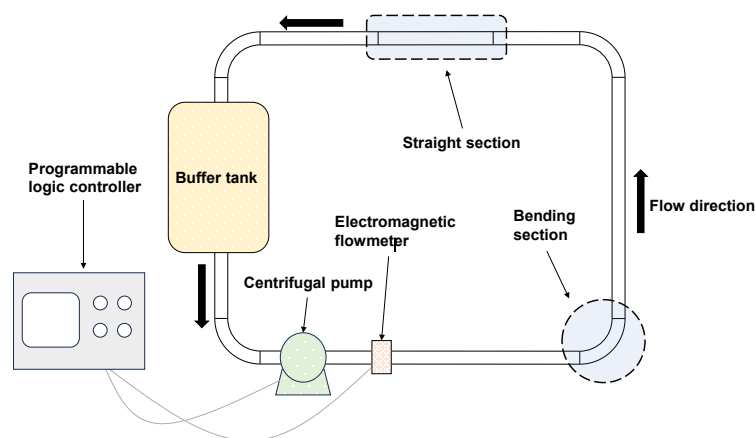 Straight section
Programmable
logic controller
Buffer tank
Flow direction
Electromagnetic
flowmeter
Bending
section
Centrifugal pump